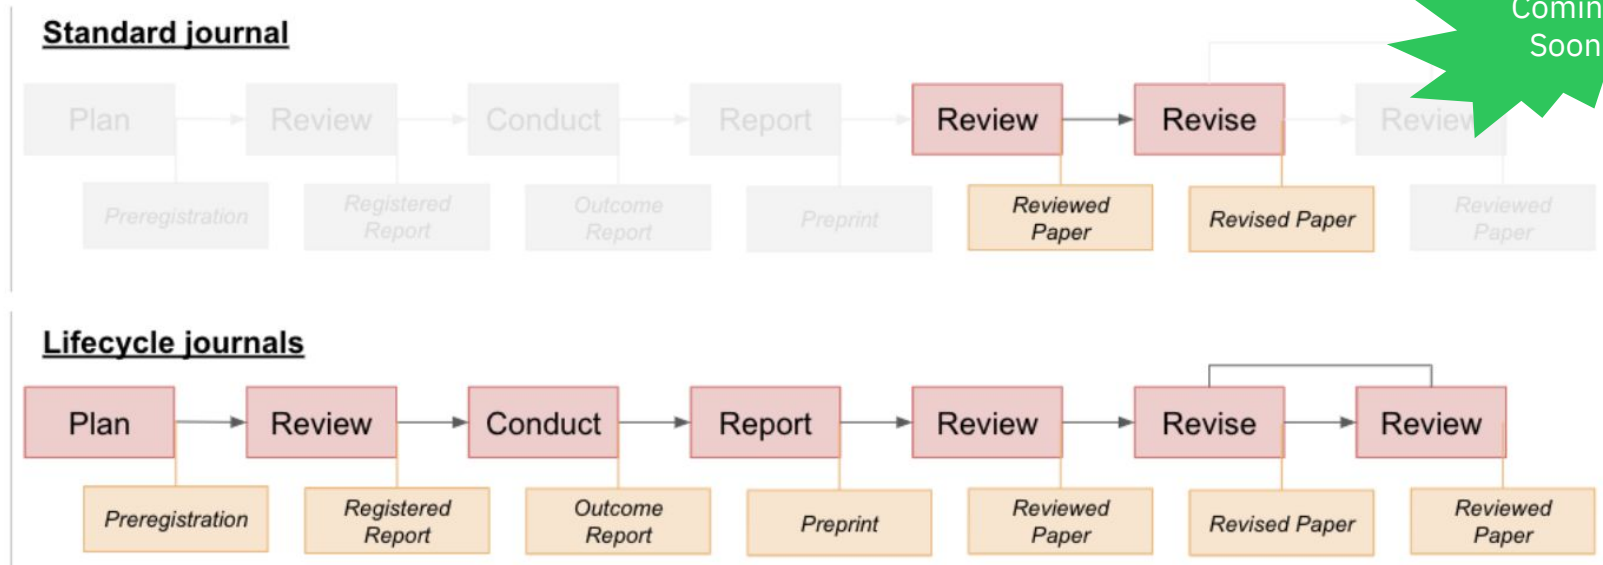 Comin
Soon
Standard journal
Plan
Review
Conduct
Report
Review
Revise
Review
Preregistration
Registered
Report
Outcome
Report
Preprint
Reviewed
Paper
Revised Paper
Reviewed
Paper
Lifecycle journals
Plan
Review
Conduct
Report
Review
Revise
Review
Preregistration
Registered
Report
Outcome
Report
Preprint
Reviewed
Paper
Revised Paper
Reviewed
Paper